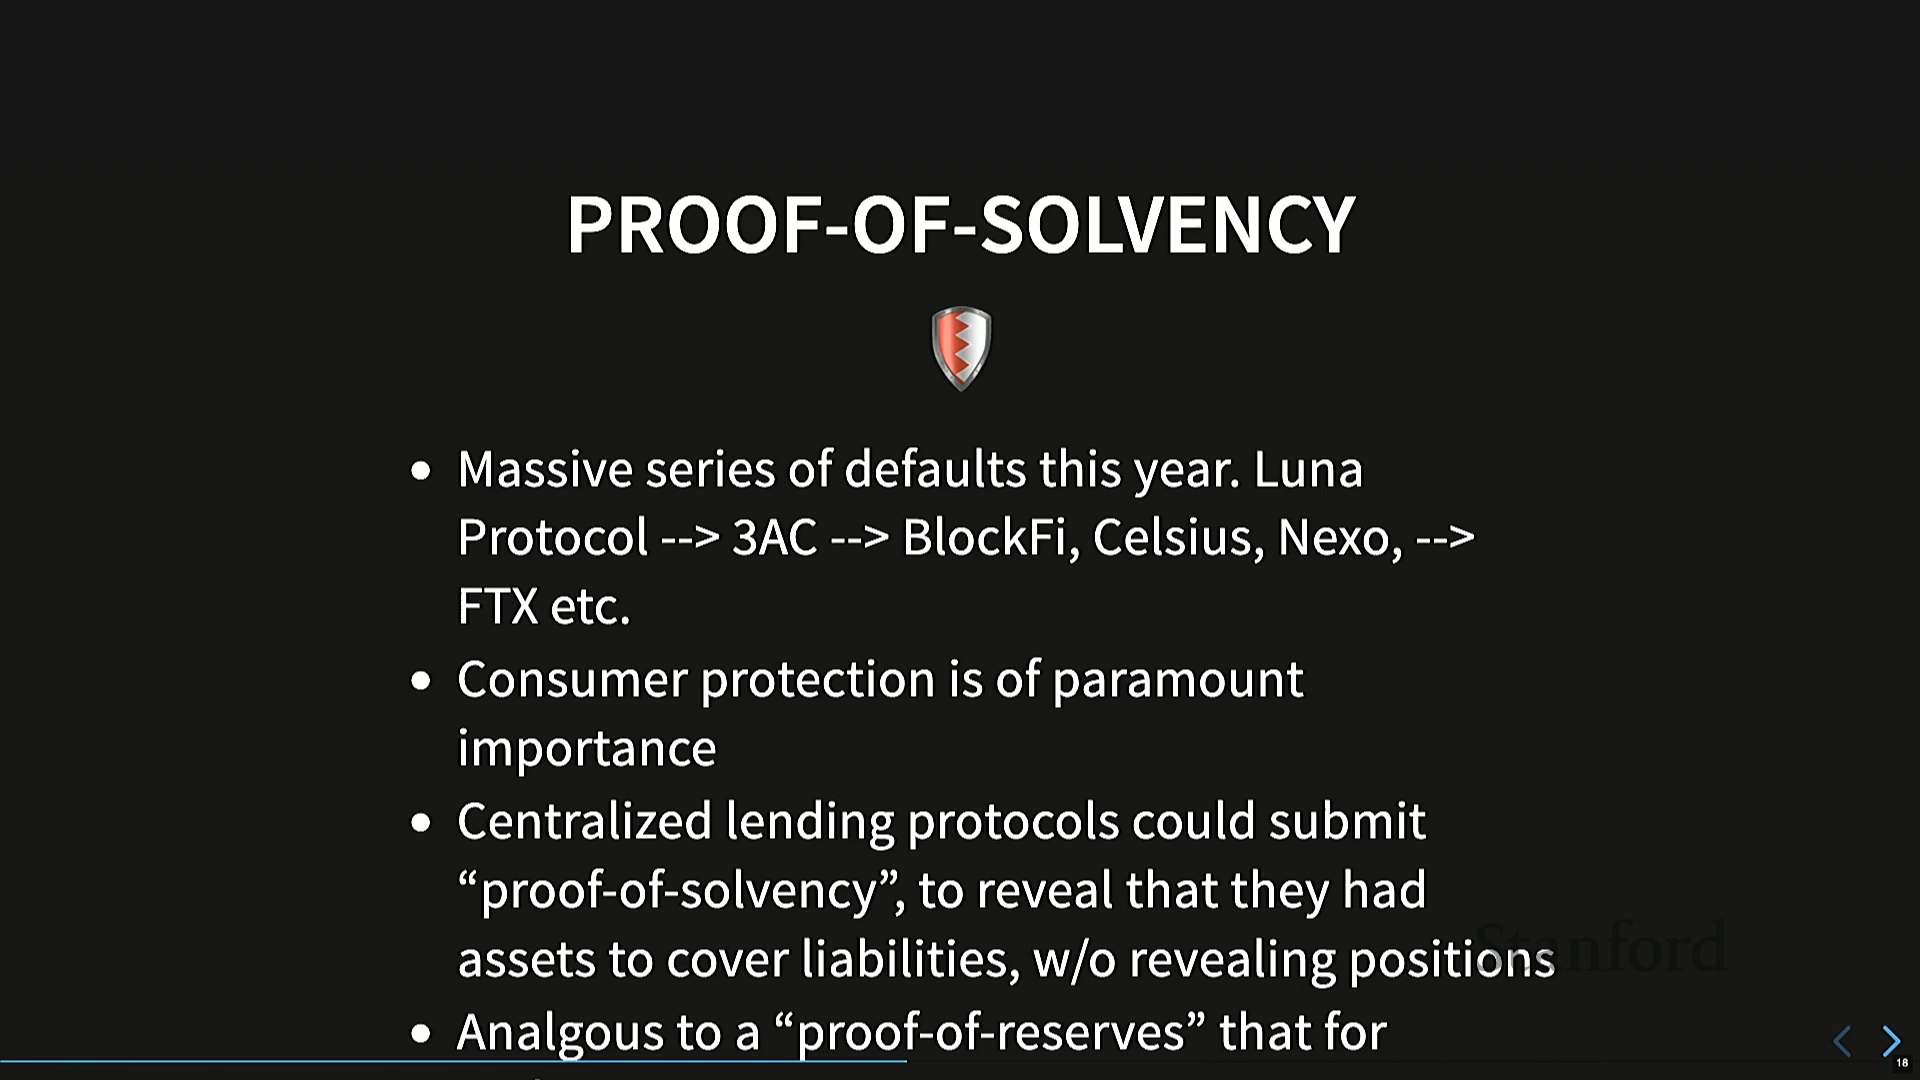 PROOF-OF-SOLVENCY
• Massive series of defaults this year. Luna
Protocol --> 3AC --> BlockFi, Celsius, Nexo, -->
FTX etc.
• Consumer protection is of paramount
importance
• Centralized lending protocols could submit
“proof-of-solvency”, to reveal that they had
assets to cover liabilities, w/o revealing positions
Stanford
• Analgous to a “proof-of-reserves” that for
18